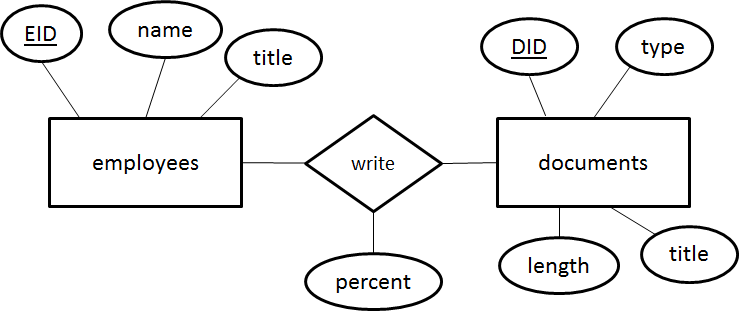 EID
name
title
DID
type
employees
write
documents
percent
length
title